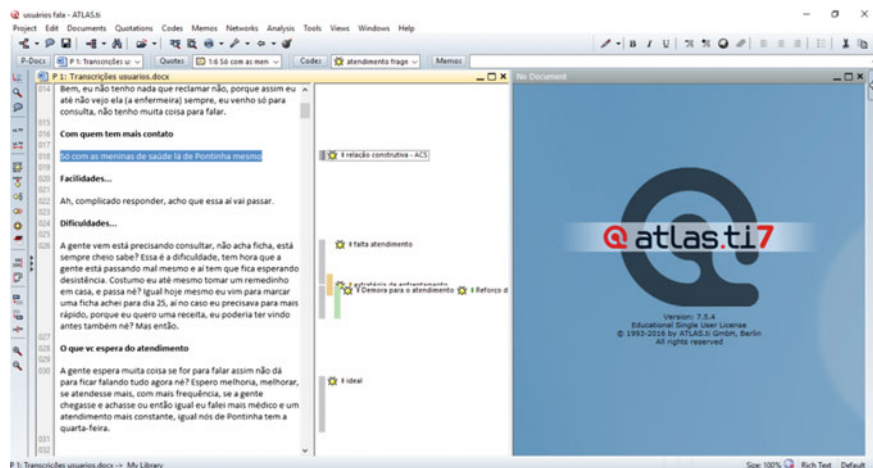 usuários fala - ATLAS.ti
Project Edit Documents Quotations Codes Memos Networks Analysis Tools Views Windows Help
B I U
P-Docs P 1: Transcrições u: Quotes 1:6 Só com as men Codes atendimento frage Memos
P 1: Transcrições usuarios.docx
No Document
014 Bem, eu não tenho nada que reclamar não, porque assim eu
até não vejo ela (a enfermeira) sempre, eu venho só para
consulta, não tenho muita coisa para falar.
015
016 Com quem tem mais contato
017
018 Só com as meninas de saúde lá de Pontinha mesmo
relação construtiva - ACS
019
020 Facilidades...
021
022 Ah, complicado responder, acho que essa aí vai passar.
023
024 Dificuldades...
025
026 A gente vem está precisando consultar, não acha ficha, está
sempre cheio sabe? Essa é a dificuldade, tem hora que a
gente está passando mal mesmo e aí tem que fica esperando
desistência. Costumo eu até mesmo tomar um remedinho
em casa, e passa né? Igual hoje mesmo eu vim para marcar
uma ficha achei para dia 25, aí no caso eu precisava para mais
rápido, porque eu quero uma receita, eu poderia ter vindo
antes também né? Mas então.
falta atendimento
estratégia de enfrentamento
Demora para o atendimento
Reforço d
027
028 O que vc espera do atendimento
029
030 A gente espera muita coisa se for para falar assim não dá
para ficar falando tudo agora né? Espero melhoria, melhorar,
se atendesse mais, com mais frequência, se a gente
chegasse e achasse ou então igual eu falei mais médico e um
atendimento mais constante, igual nós de Pontinha tem a
quarta-feira.
ideal
031
032
atlas.ti 7
Version: 7.5.4
Educational Single User License
© 1993-2016 by ATLAS.ti GmbH, Berlin
All rights reserved
P 1: Transcrições usuarios.docx -> My Library
Size: 100% Rich Text Default